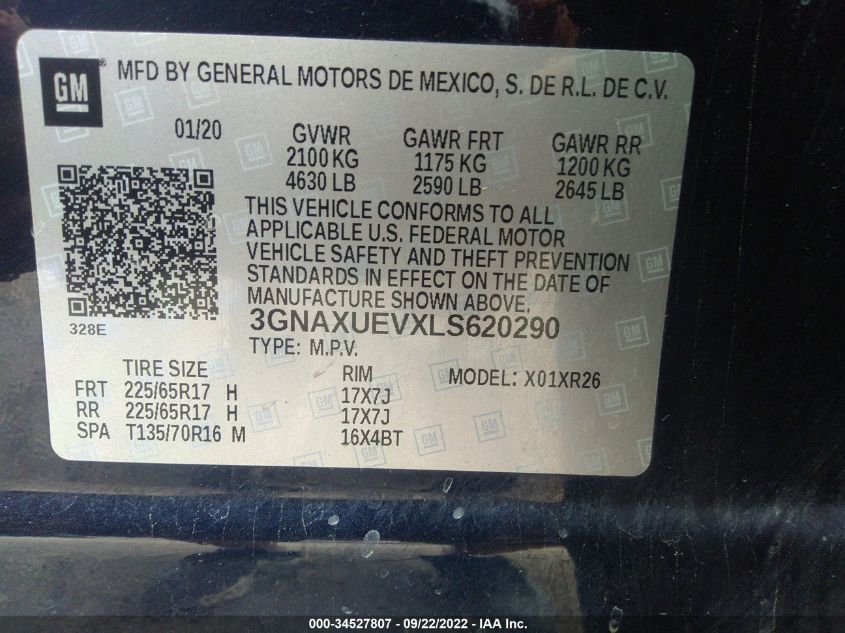 GM MFD BY GENERAL MOTORS DE MEXICO, S. DE R.L. DE C.V.
01/20 GVWR GAWR FRT GAWR RR
2100 KG 1175 KG 1200 KG
4630 LB 2590 LB 2645 LB
THIS VEHICLE CONFORMS TO ALL
APPLICABLE U.S. FEDERAL MOTOR
VEHICLE SAFETY AND THEFT PREVENTION
STANDARDS IN EFFECT ON THE DATE OF
MANUFACTURE SHOWN ABOVE.
328E
3GNAXUEVXLS620290
TYPE: M.P.V.
TIRE SIZE RIM MODEL: X01XR26
FRT 225/65R17 H 17X7J
RR 225/65R17 H 17X7J
SPA T135/70R16 M 16X4BT
000-34527807 - 09/22/2022 - IAA Inc.